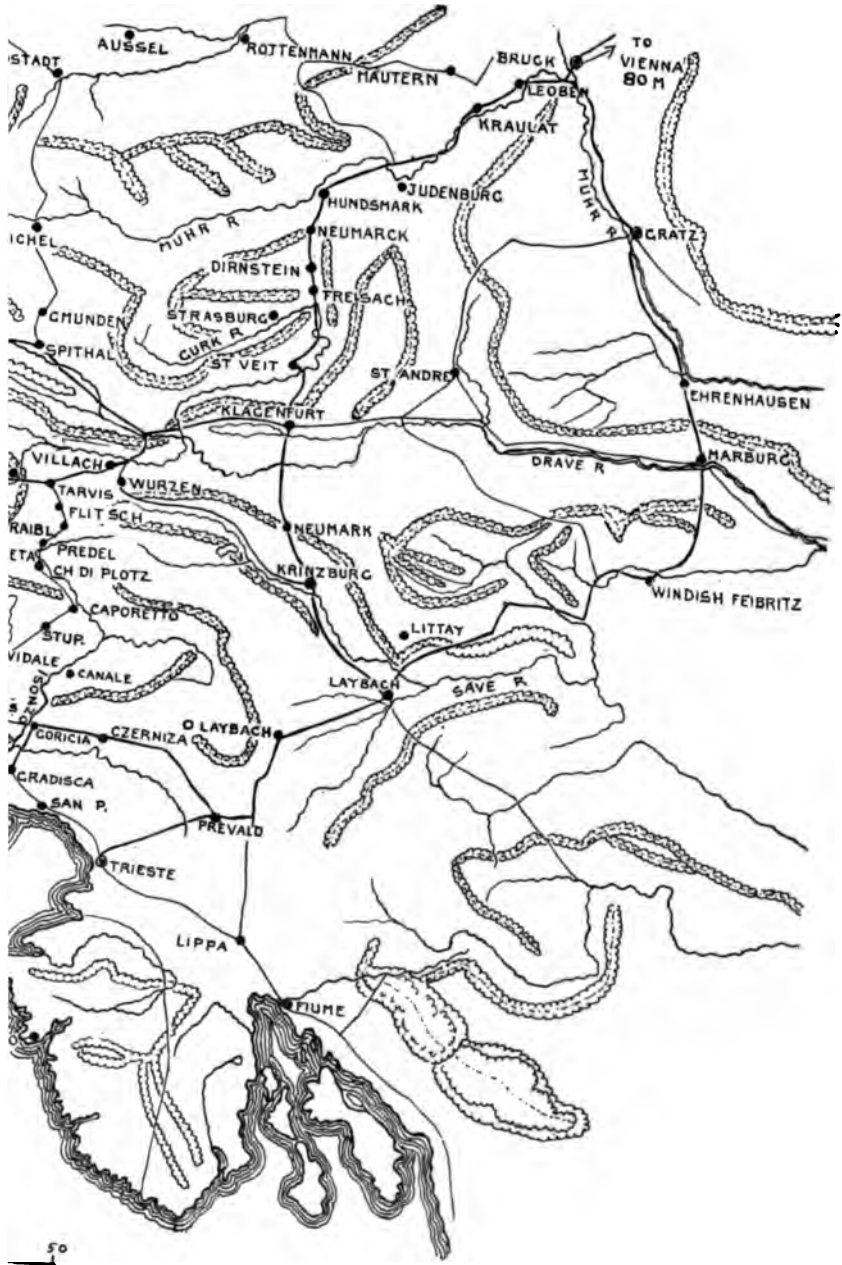 AUSSEL
ROTTENMANN
BRUCK
TO
VIENNA
80 M
STADT
MAUTERN
LEOBEN
KRAULAT
JUDENBURG
MUHR R
HUNDSMARK
MUHR R
GRATZ
NEUMARCK
ICHEL
DIRNSTEIN
FREISACH
GMUNDEN
STRASBURG
GURK R
SPITHAL
ST VEIT
ST ANDRE
EHRENHAUSEN
KLAGENFURT
VILLACH
DRAVE R
MARBURG
TARVIS
WURZEN
FLITSCH
RAIBL
NEUMARK
PREDEL
ETA
CH DI PLOTZ
KRINZBURG
WINDISH FEIBRITZ
CAPORETTO
STUP.
LITTAY
VIDALE
CANALE
ISONZO
LAYBACH
SAVE R
O LAYBACH
GORICIA
CZERNIZA
GRADISCA
SAN P.
PREVALD
TRIESTE
LIPPA
FIUME
50